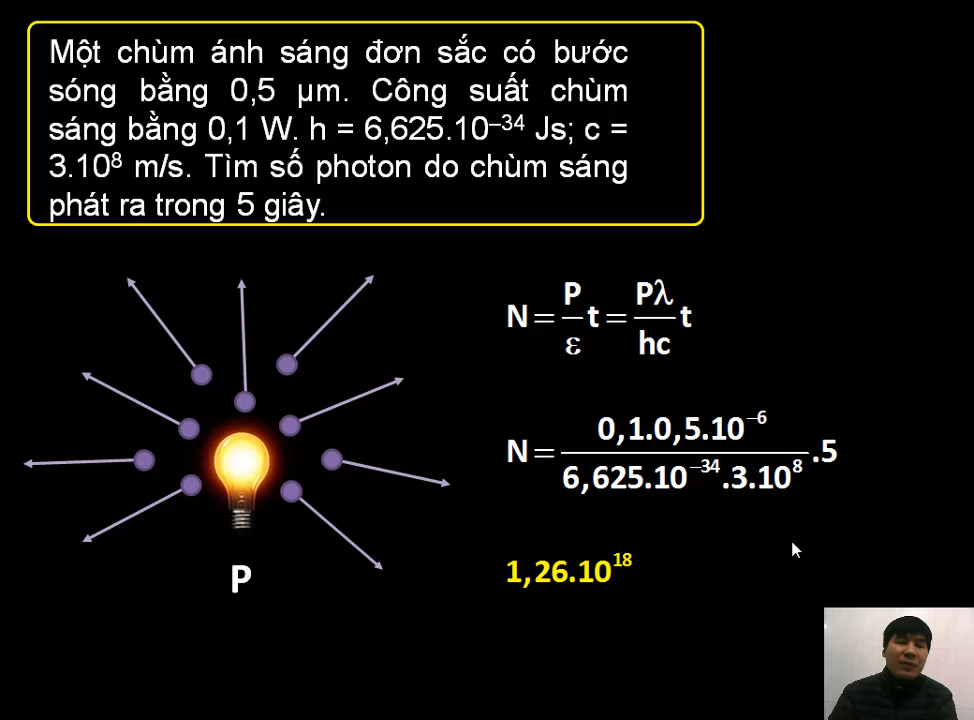 Một chùm ánh sáng đơn sắc có bước
sóng bằng 0,5 μm. Công suất chùm
sáng bằng 0,1 W. h = 6,625.10⁻³⁴ Js; c =
3.10⁸ m/s. Tìm số photon do chùm sáng
phát ra trong 5 giây.
N = P/ε t = Pλ/hc t
N = 0,1.0,5.10⁻⁶/6,625.10⁻³⁴.3.10⁸ .5
1,26.10¹⁸
P